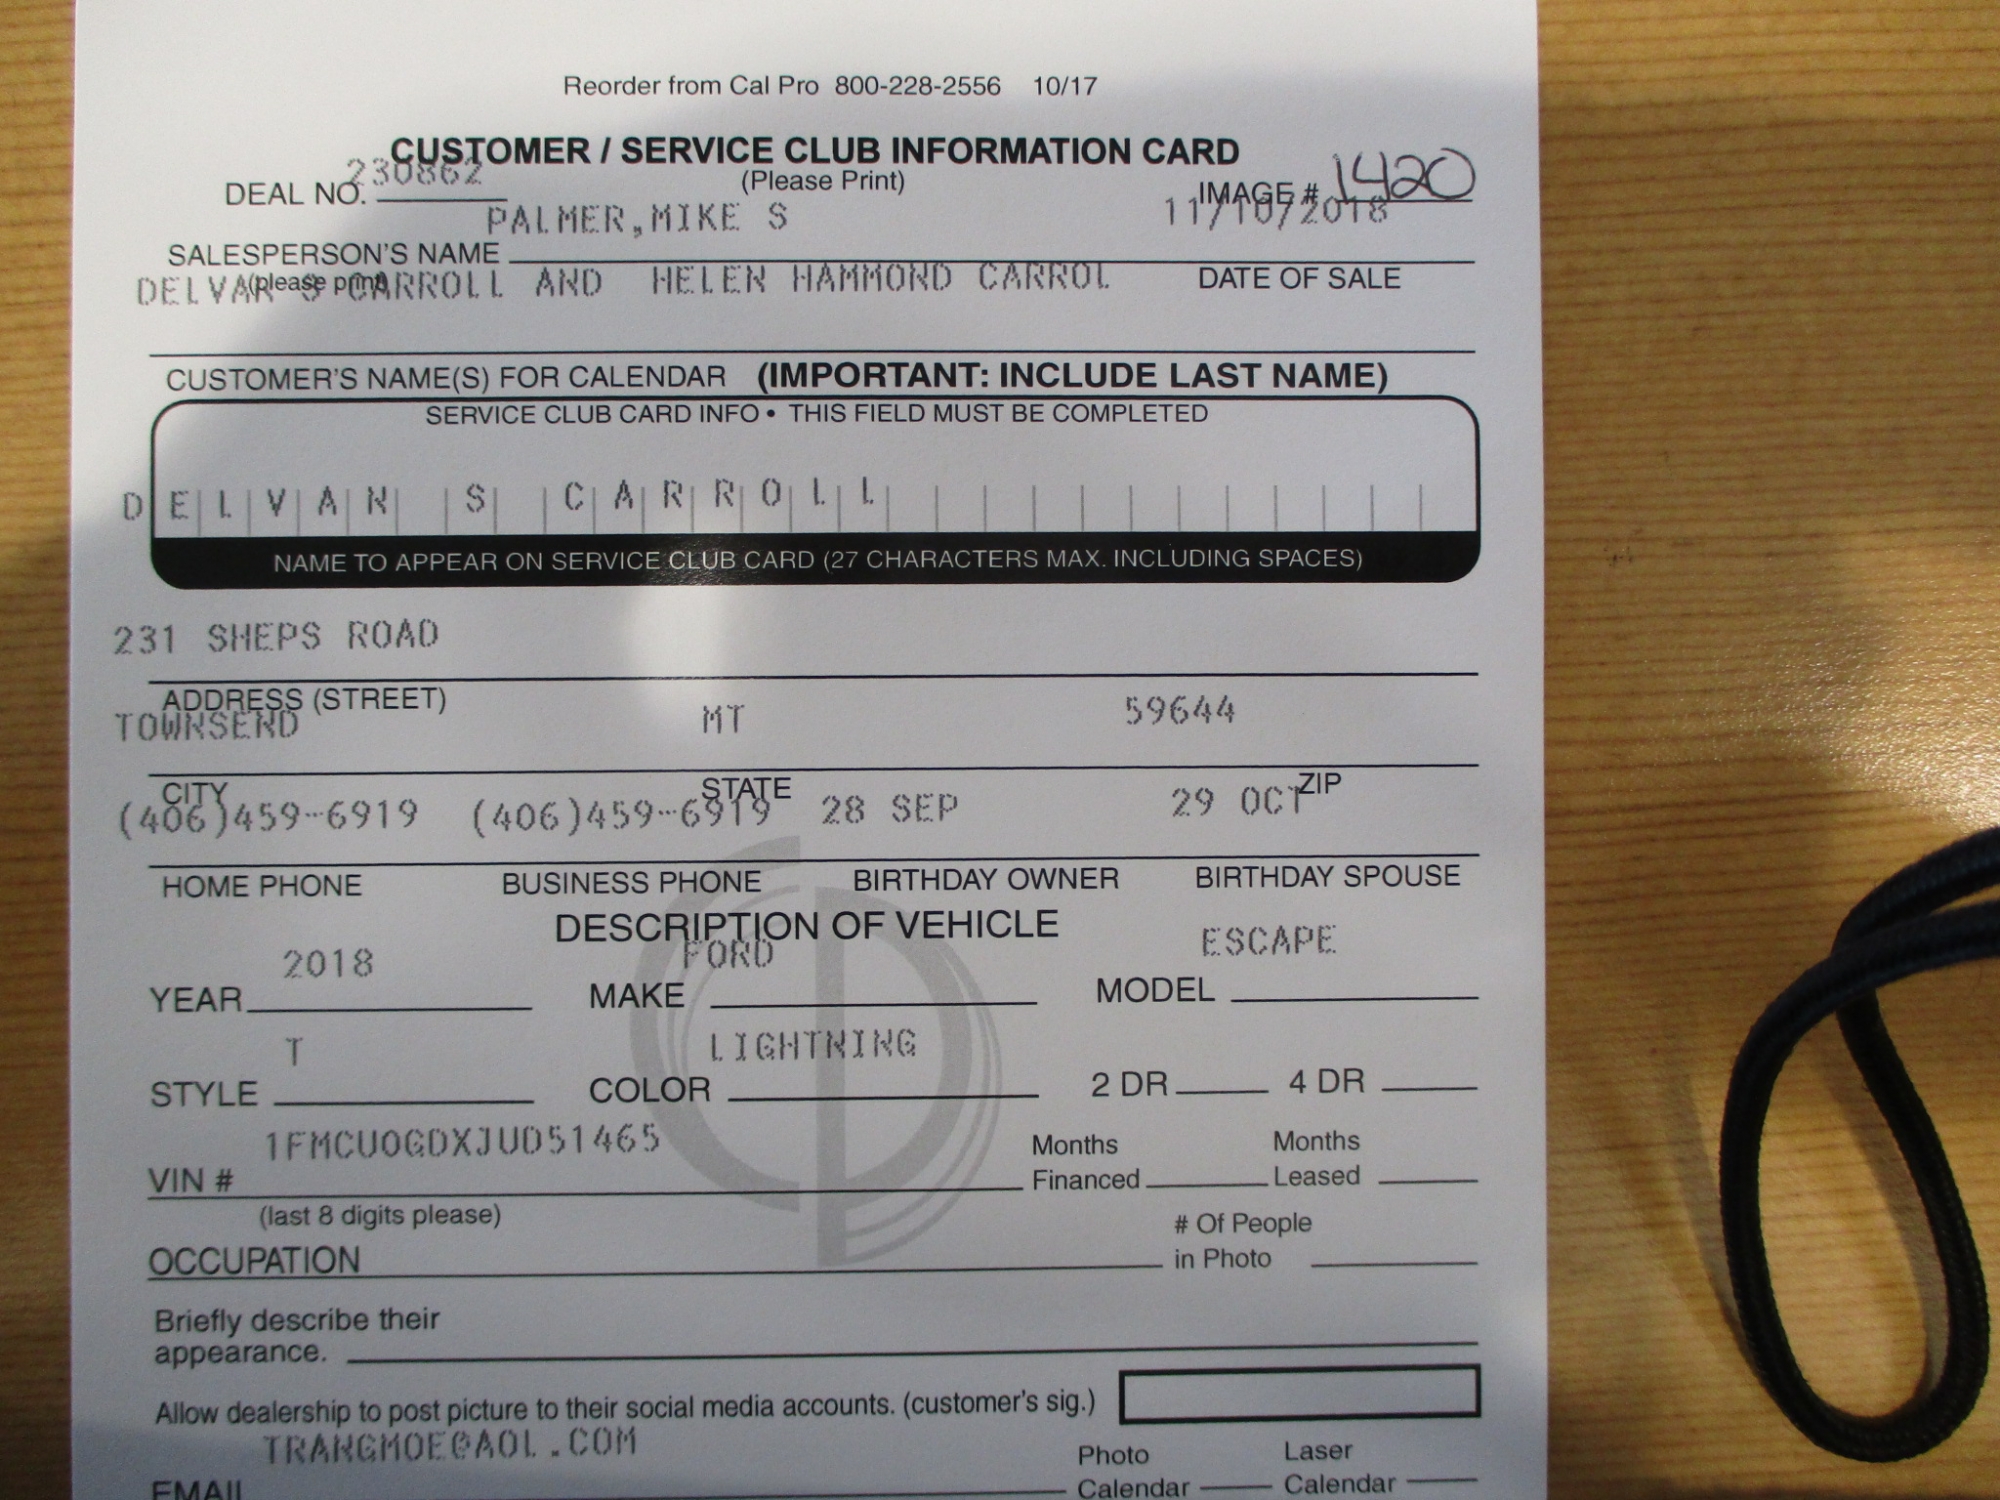 Reorder from Cal Pro 800-228-2556 10/17
CUSTOMER / SERVICE CLUB INFORMATION CARD
(Please Print)
DEAL NO. 230862
IMAGE # 1420
PALMER,MIKE S 11/10/2018
SALESPERSON'S NAME
(please print)
DATE OF SALE
DELVAN S CARROLL AND HELEN HAMMOND CARROL
CUSTOMER'S NAME(S) FOR CALENDAR (IMPORTANT: INCLUDE LAST NAME)
SERVICE CLUB CARD INFO • THIS FIELD MUST BE COMPLETED
DELVAN S CARROLL
NAME TO APPEAR ON SERVICE CLUB CARD (27 CHARACTERS MAX. INCLUDING SPACES)
231 SHEPS ROAD
ADDRESS (STREET)
TOWNSEND MT 59644
CITY STATE ZIP
(406)459-6919 (406)459-6919 28 SEP 29 OCT
HOME PHONE BUSINESS PHONE BIRTHDAY OWNER BIRTHDAY SPOUSE
DESCRIPTION OF VEHICLE
2018 FORD ESCAPE
YEAR MAKE MODEL
T LIGHTNING
STYLE COLOR 2 DR 4 DR
1FMCU0GDXJUD51465
VIN # Months Financed Months Leased
(last 8 digits please)
OCCUPATION # Of People in Photo
Briefly describe their
appearance.
Allow dealership to post picture to their social media accounts. (customer's sig.)
TRANGMOE@AOL.COM
EMAIL Photo Calendar Laser Calendar